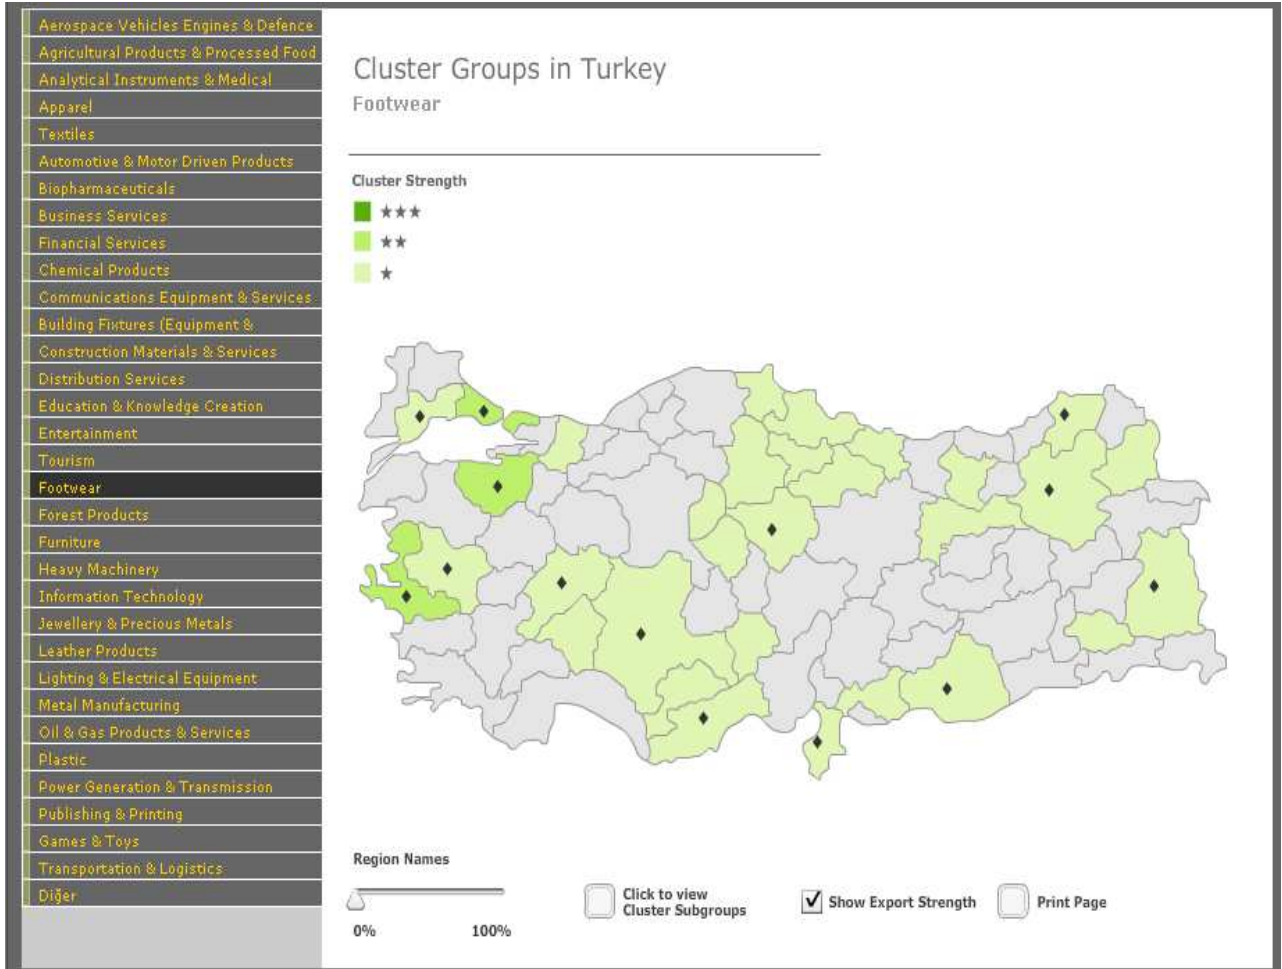 Aerospace Vehicles Engines & Defence
Agricultural Products & Processed Food
Analytical Instruments & Medical
Apparel
Textiles
Automotive & Motor Driven Products
Biopharmaceuticals
Business Services
Financial Services
Chemical Products
Communications Equipment & Services
Building Fixtures (Equipment &
Construction Materials & Services
Distribution Services
Education & Knowledge Creation
Entertainment
Tourism
Footwear
Forest Products
Furniture
Heavy Machinery
Information Technology
Jewellery & Precious Metals
Leather Products
Lighting & Electrical Equipment
Metal Manufacturing
Oil & Gas Products & Services
Plastic
Power Generation & Transmission
Publishing & Printing
Games & Toys
Transportation & Logistics
Diğer
Cluster Groups in Turkey
Footwear
Cluster Strength
★★★
★★
★
Region Names
0% 100%
Click to view
Cluster Subgroups
Show Export Strength
Print Page